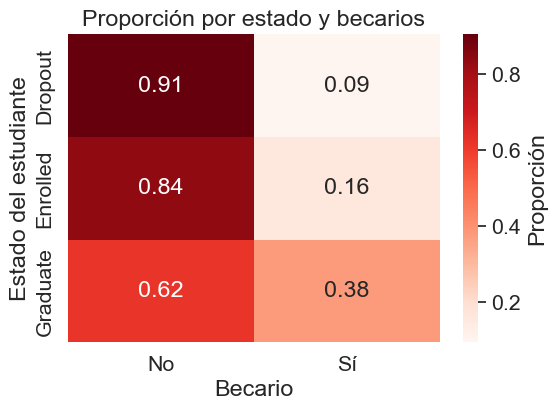 Proporción por estado y becarios
Estado del estudiante
Dropout
0.91
0.09
Enrolled
0.84
0.16
Graduate
0.62
0.38
No
Sí
Becario
0.8
0.6
0.4
0.2
Proporción